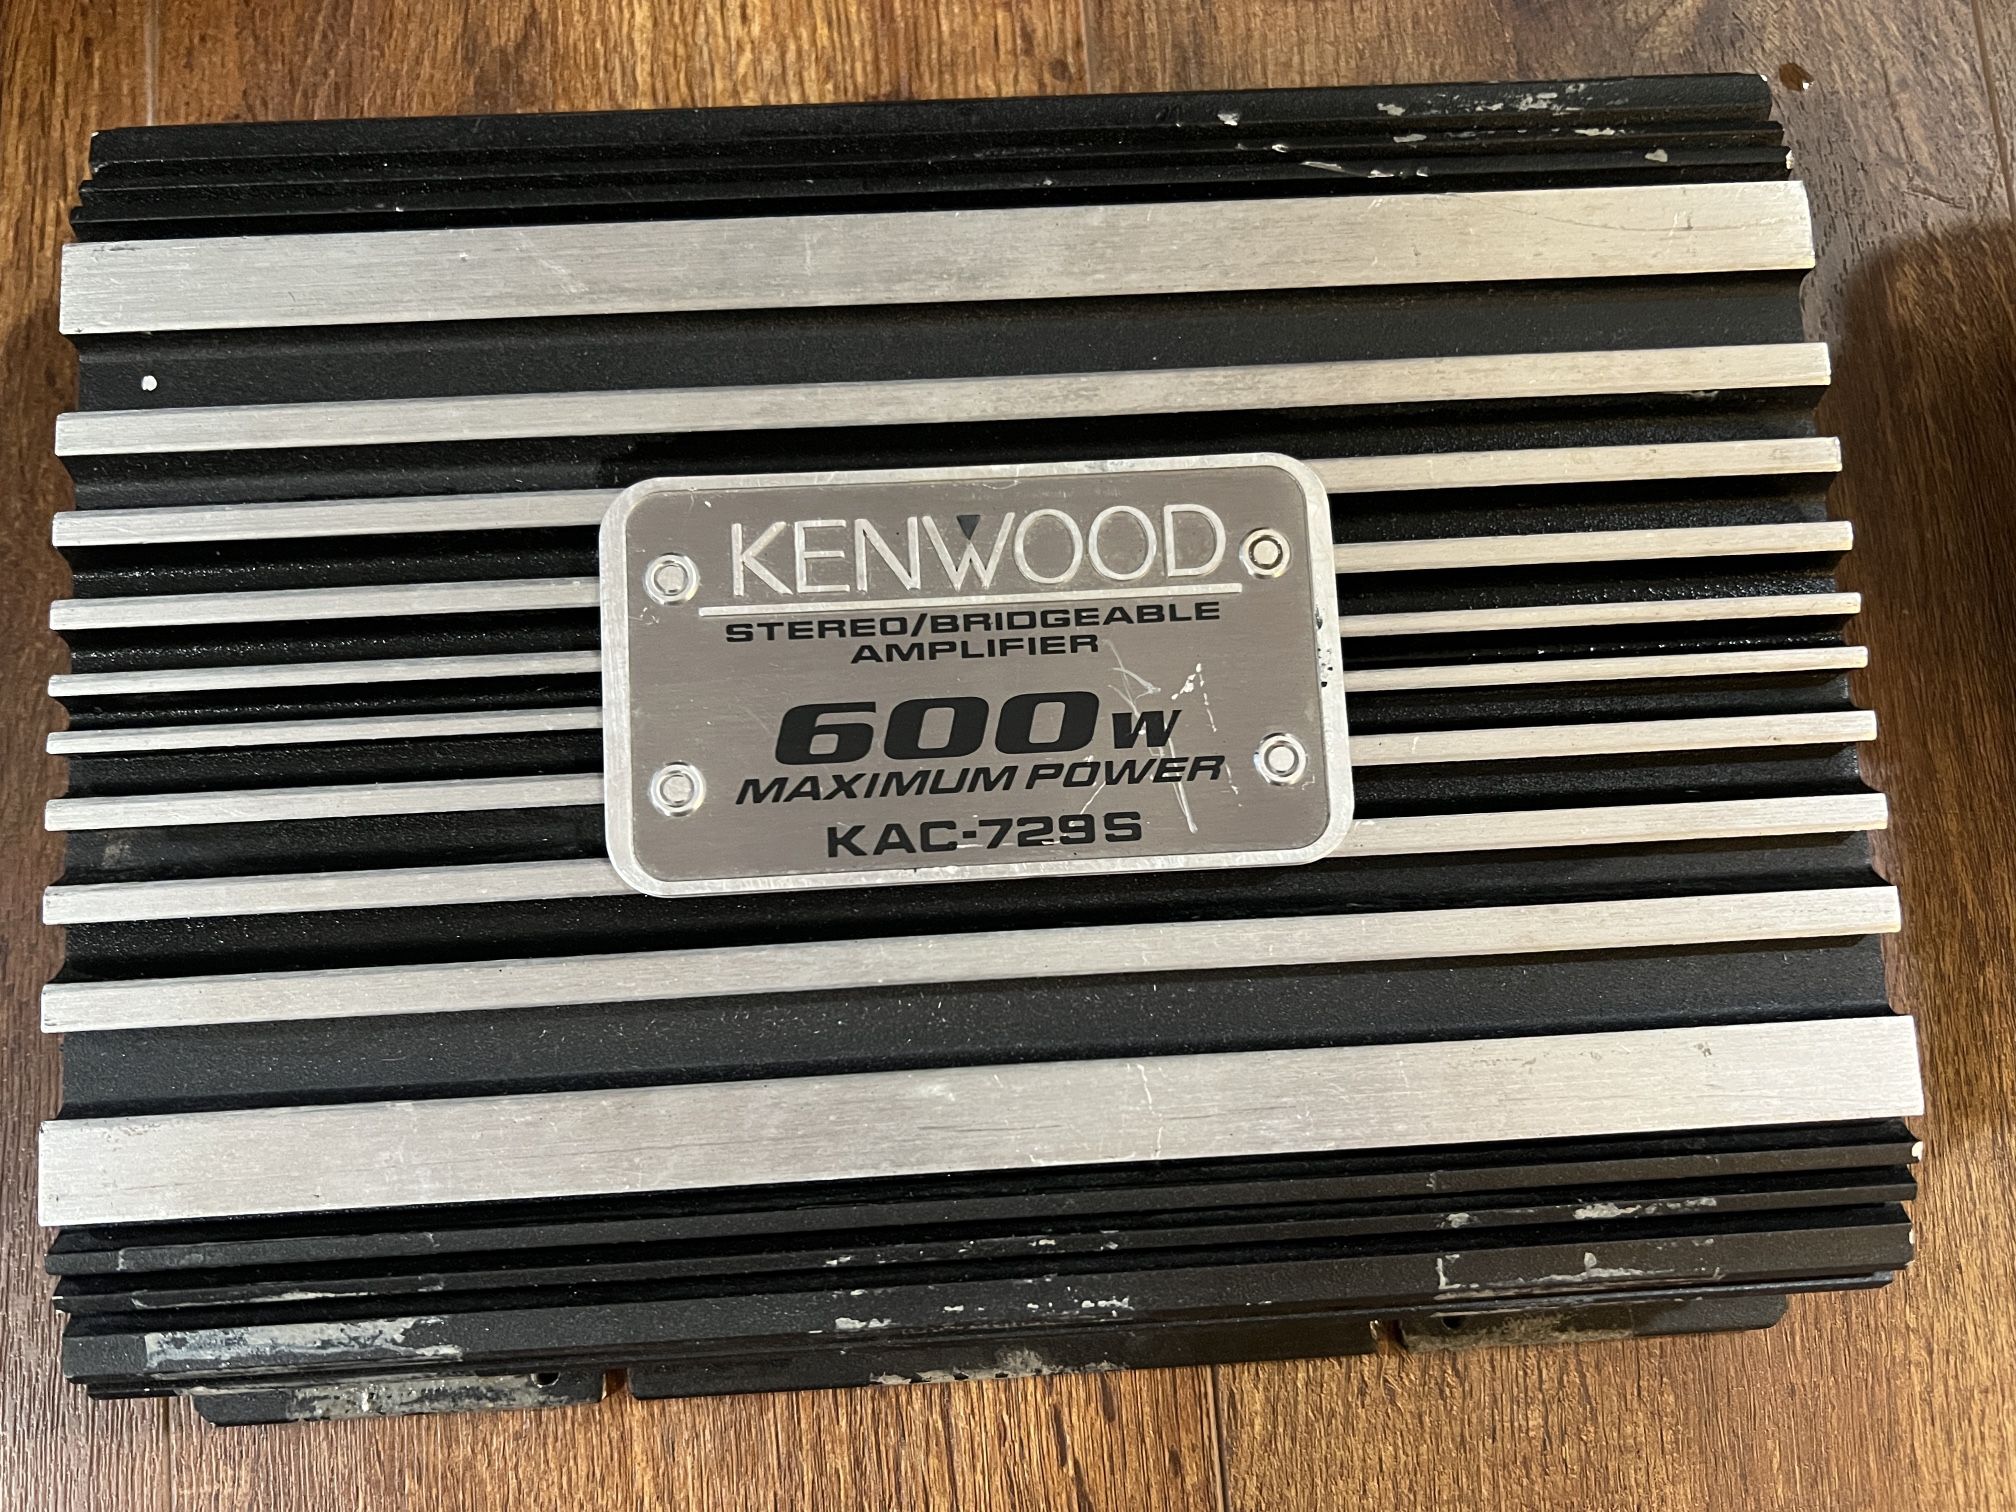 KENWOOD
STEREO/BRIDGEABLE
AMPLIFIER
600W
MAXIMUM POWER
KAC-729S